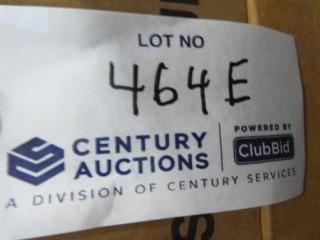 LOT NO
464E
CENTURY AUCTIONS
POWERED BY ClubBid
A DIVISION OF CENTURY SERVICES